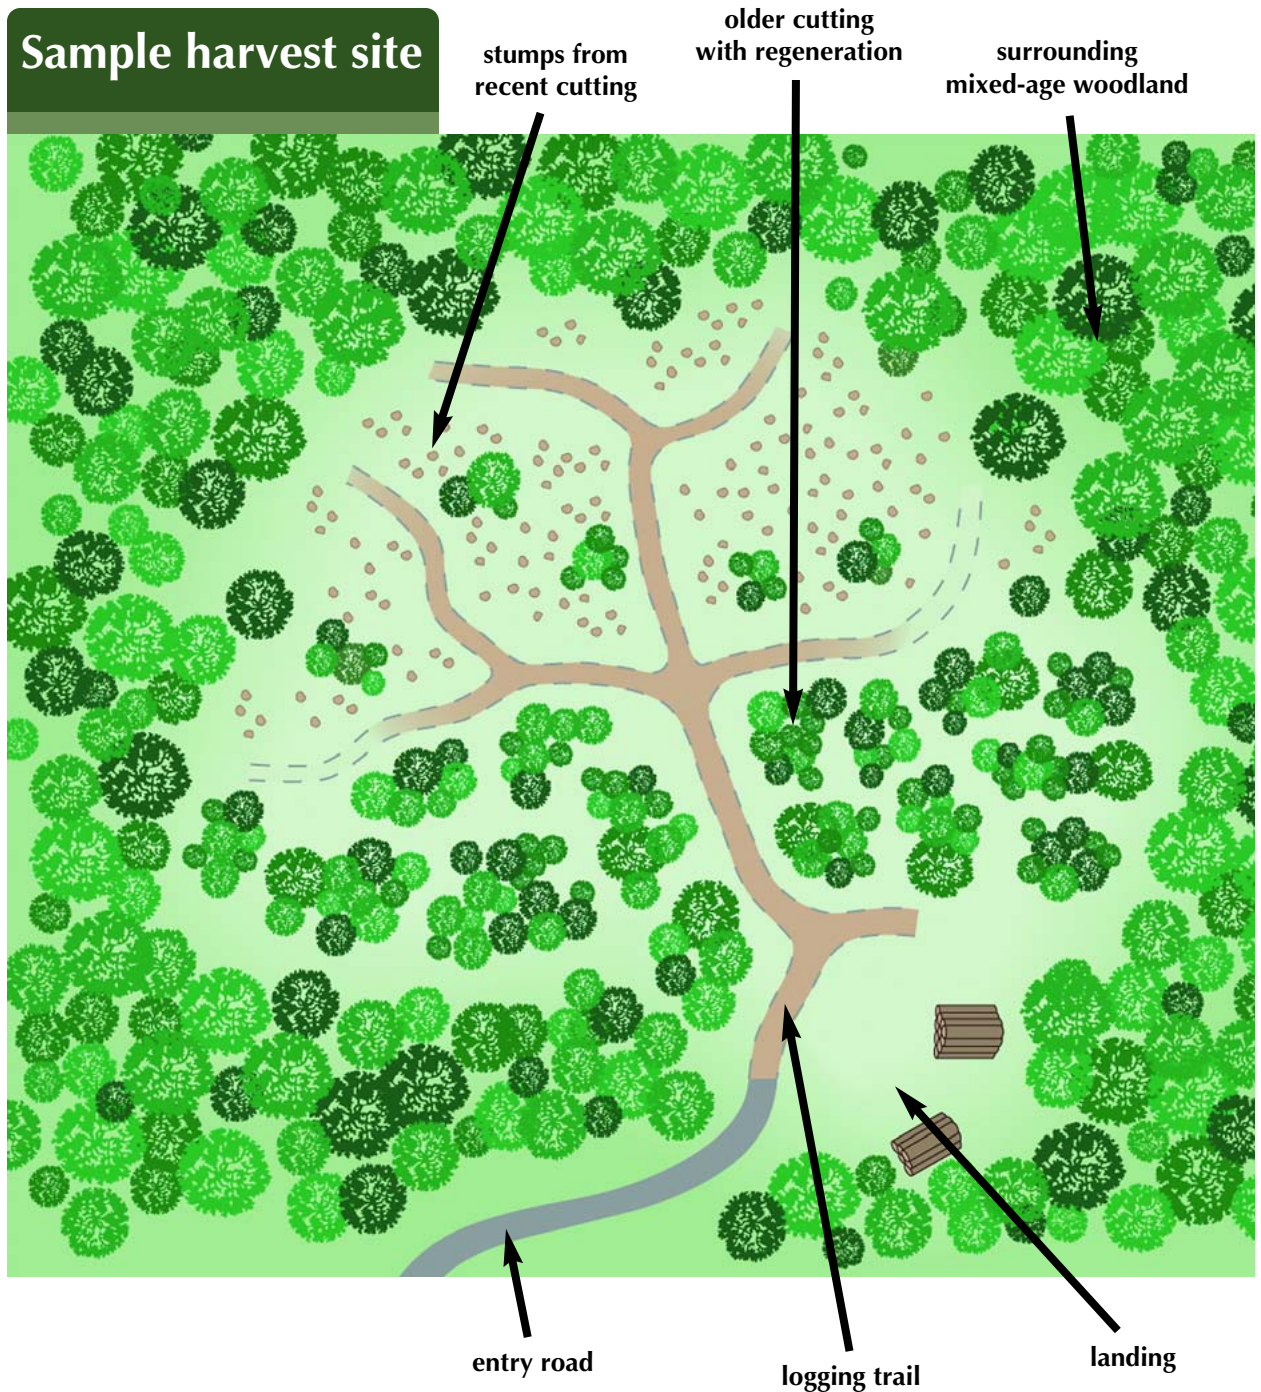 Sample harvest site
stumps from
recent cutting
older cutting
with regeneration
surrounding
mixed-age woodland
entry road
logging trail
landing